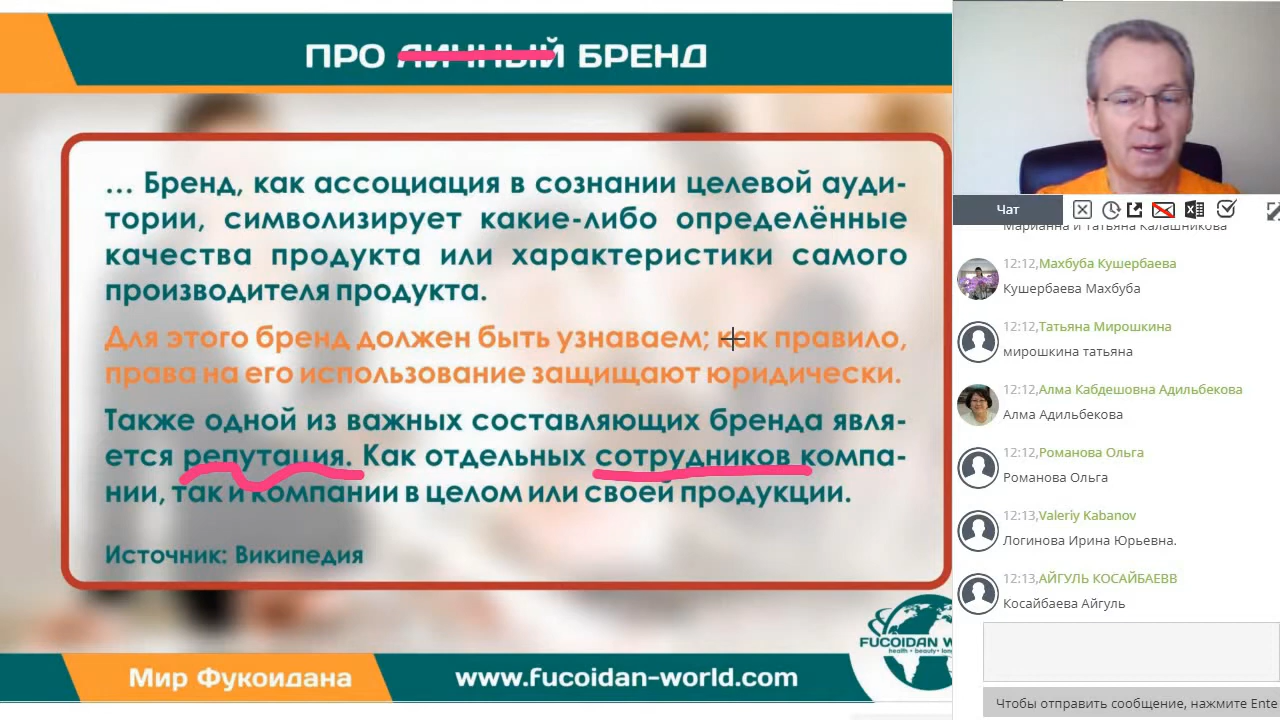 ПРО ЛИЧНЫЙ БРЕНД
... Бренд, как ассоциация в сознании целевой ауди-
тории, символизирует какие-либо определённые
качества продукта или характеристики самого
производителя продукта.
Для этого бренд должен быть узнаваем; как правило,
права на его использование защищают юридически.
Также одной из важных составляющих бренда явля-
ется репутация. Как отдельных сотрудников компа-
нии, так и компании в целом или своей продукции.
Источник: Википедия
FUCOIDAN W
health • beauty • lon
Мир Фукоидана
www.fucoidan-world.com
Чат
Марианна и Татьяна Калашникова
12:12, Махбуба Кушербаева
Кушербаева Махбуба
12:12, Татьяна Мирошкина
мирошкина татьяна
12:12, Алма Кабдешовна Адильбекова
Алма Адильбекова
12:12, Романова Ольга
Романова Ольга
12:13, Valeriy Kabanov
Логинова Ирина Юрьевна.
12:13, АЙГУЛЬ КОСАЙБАЕВВ
Косайбаева Айгуль
Чтобы отправить сообщение, нажмите Ente